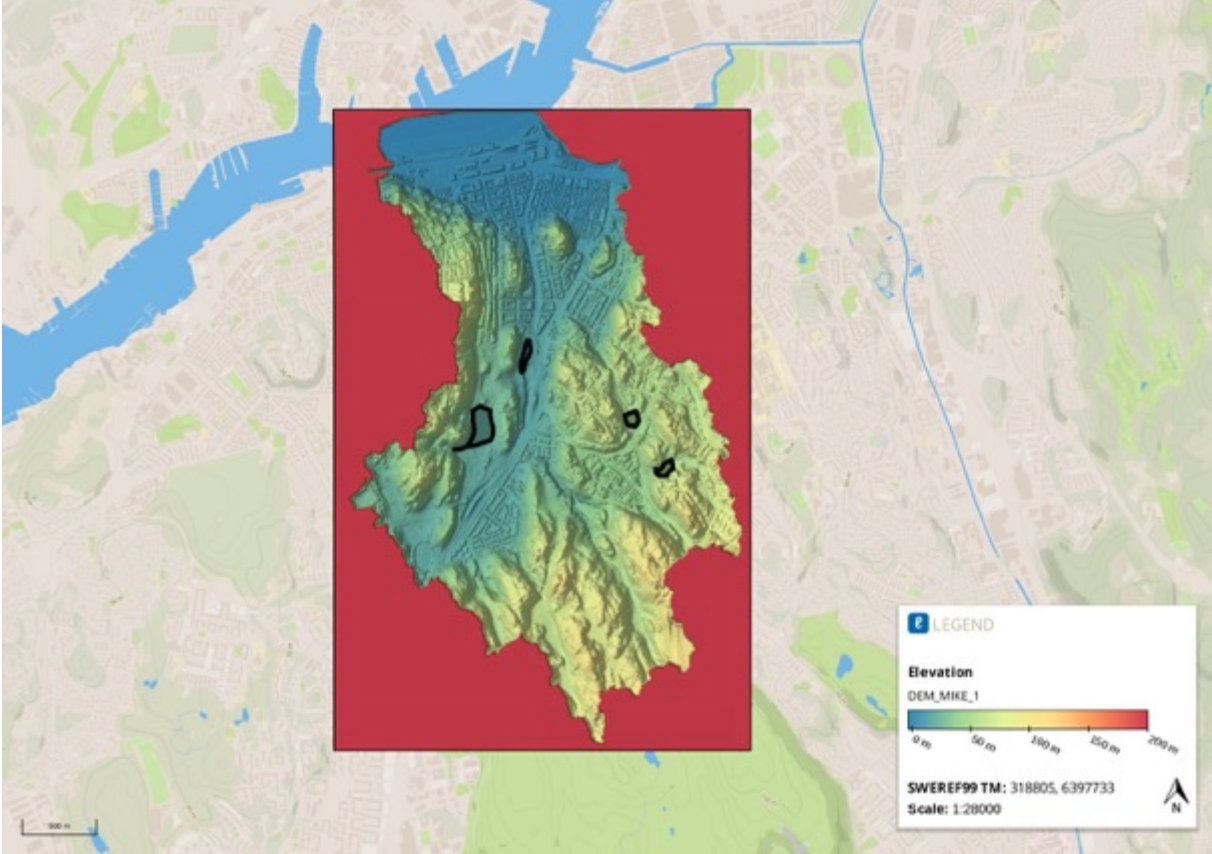 e LEGEND
Elevation
DEM_MIKE_1
0 m 50 m 100 m 150 m 200 m
SWEREF99 TM: 318805, 6397733
Scale: 1:28000
N
500 m